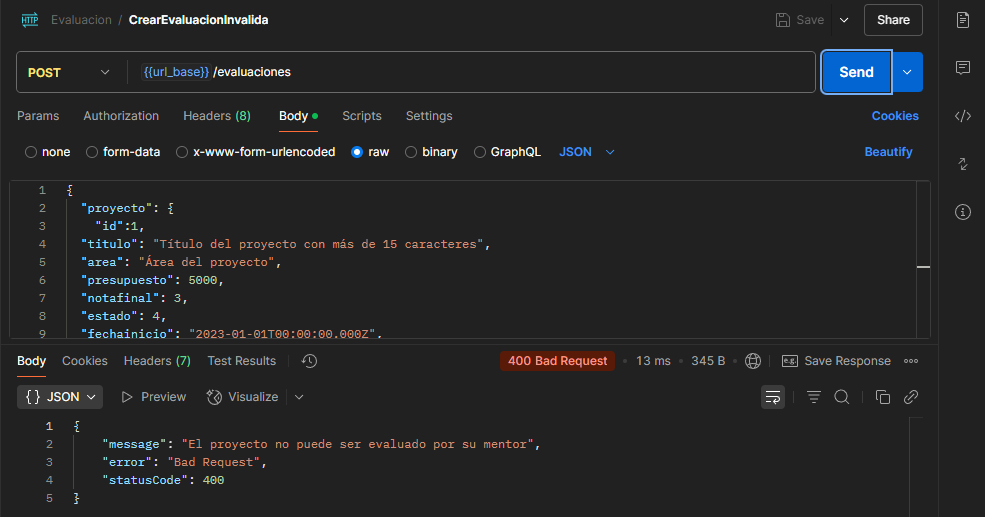 HTTP Evaluacion / CrearEvaluacionInvalida Save Share
POST {{url_base}} /evaluaciones Send
Params Authorization Headers (8) Body Scripts Settings Cookies
none form-data x-www-form-urlencoded raw binary GraphQL JSON Beautify
1 {
2 "proyecto": {
3 "id":1,
4 "titulo": "Título del proyecto con más de 15 caracteres",
5 "area": "Área del proyecto",
6 "presupuesto": 5000,
7 "notafinal": 3,
8 "estado": 4,
9 "fechainicio": "2023-01-01T00:00:00.000Z",
Body Cookies Headers (7) Test Results 400 Bad Request • 13 ms • 345 B • Save Response
{} JSON Preview Visualize
1 {
2 "message": "El proyecto no puede ser evaluado por su mentor",
3 "error": "Bad Request",
4 "statusCode": 400
5 }